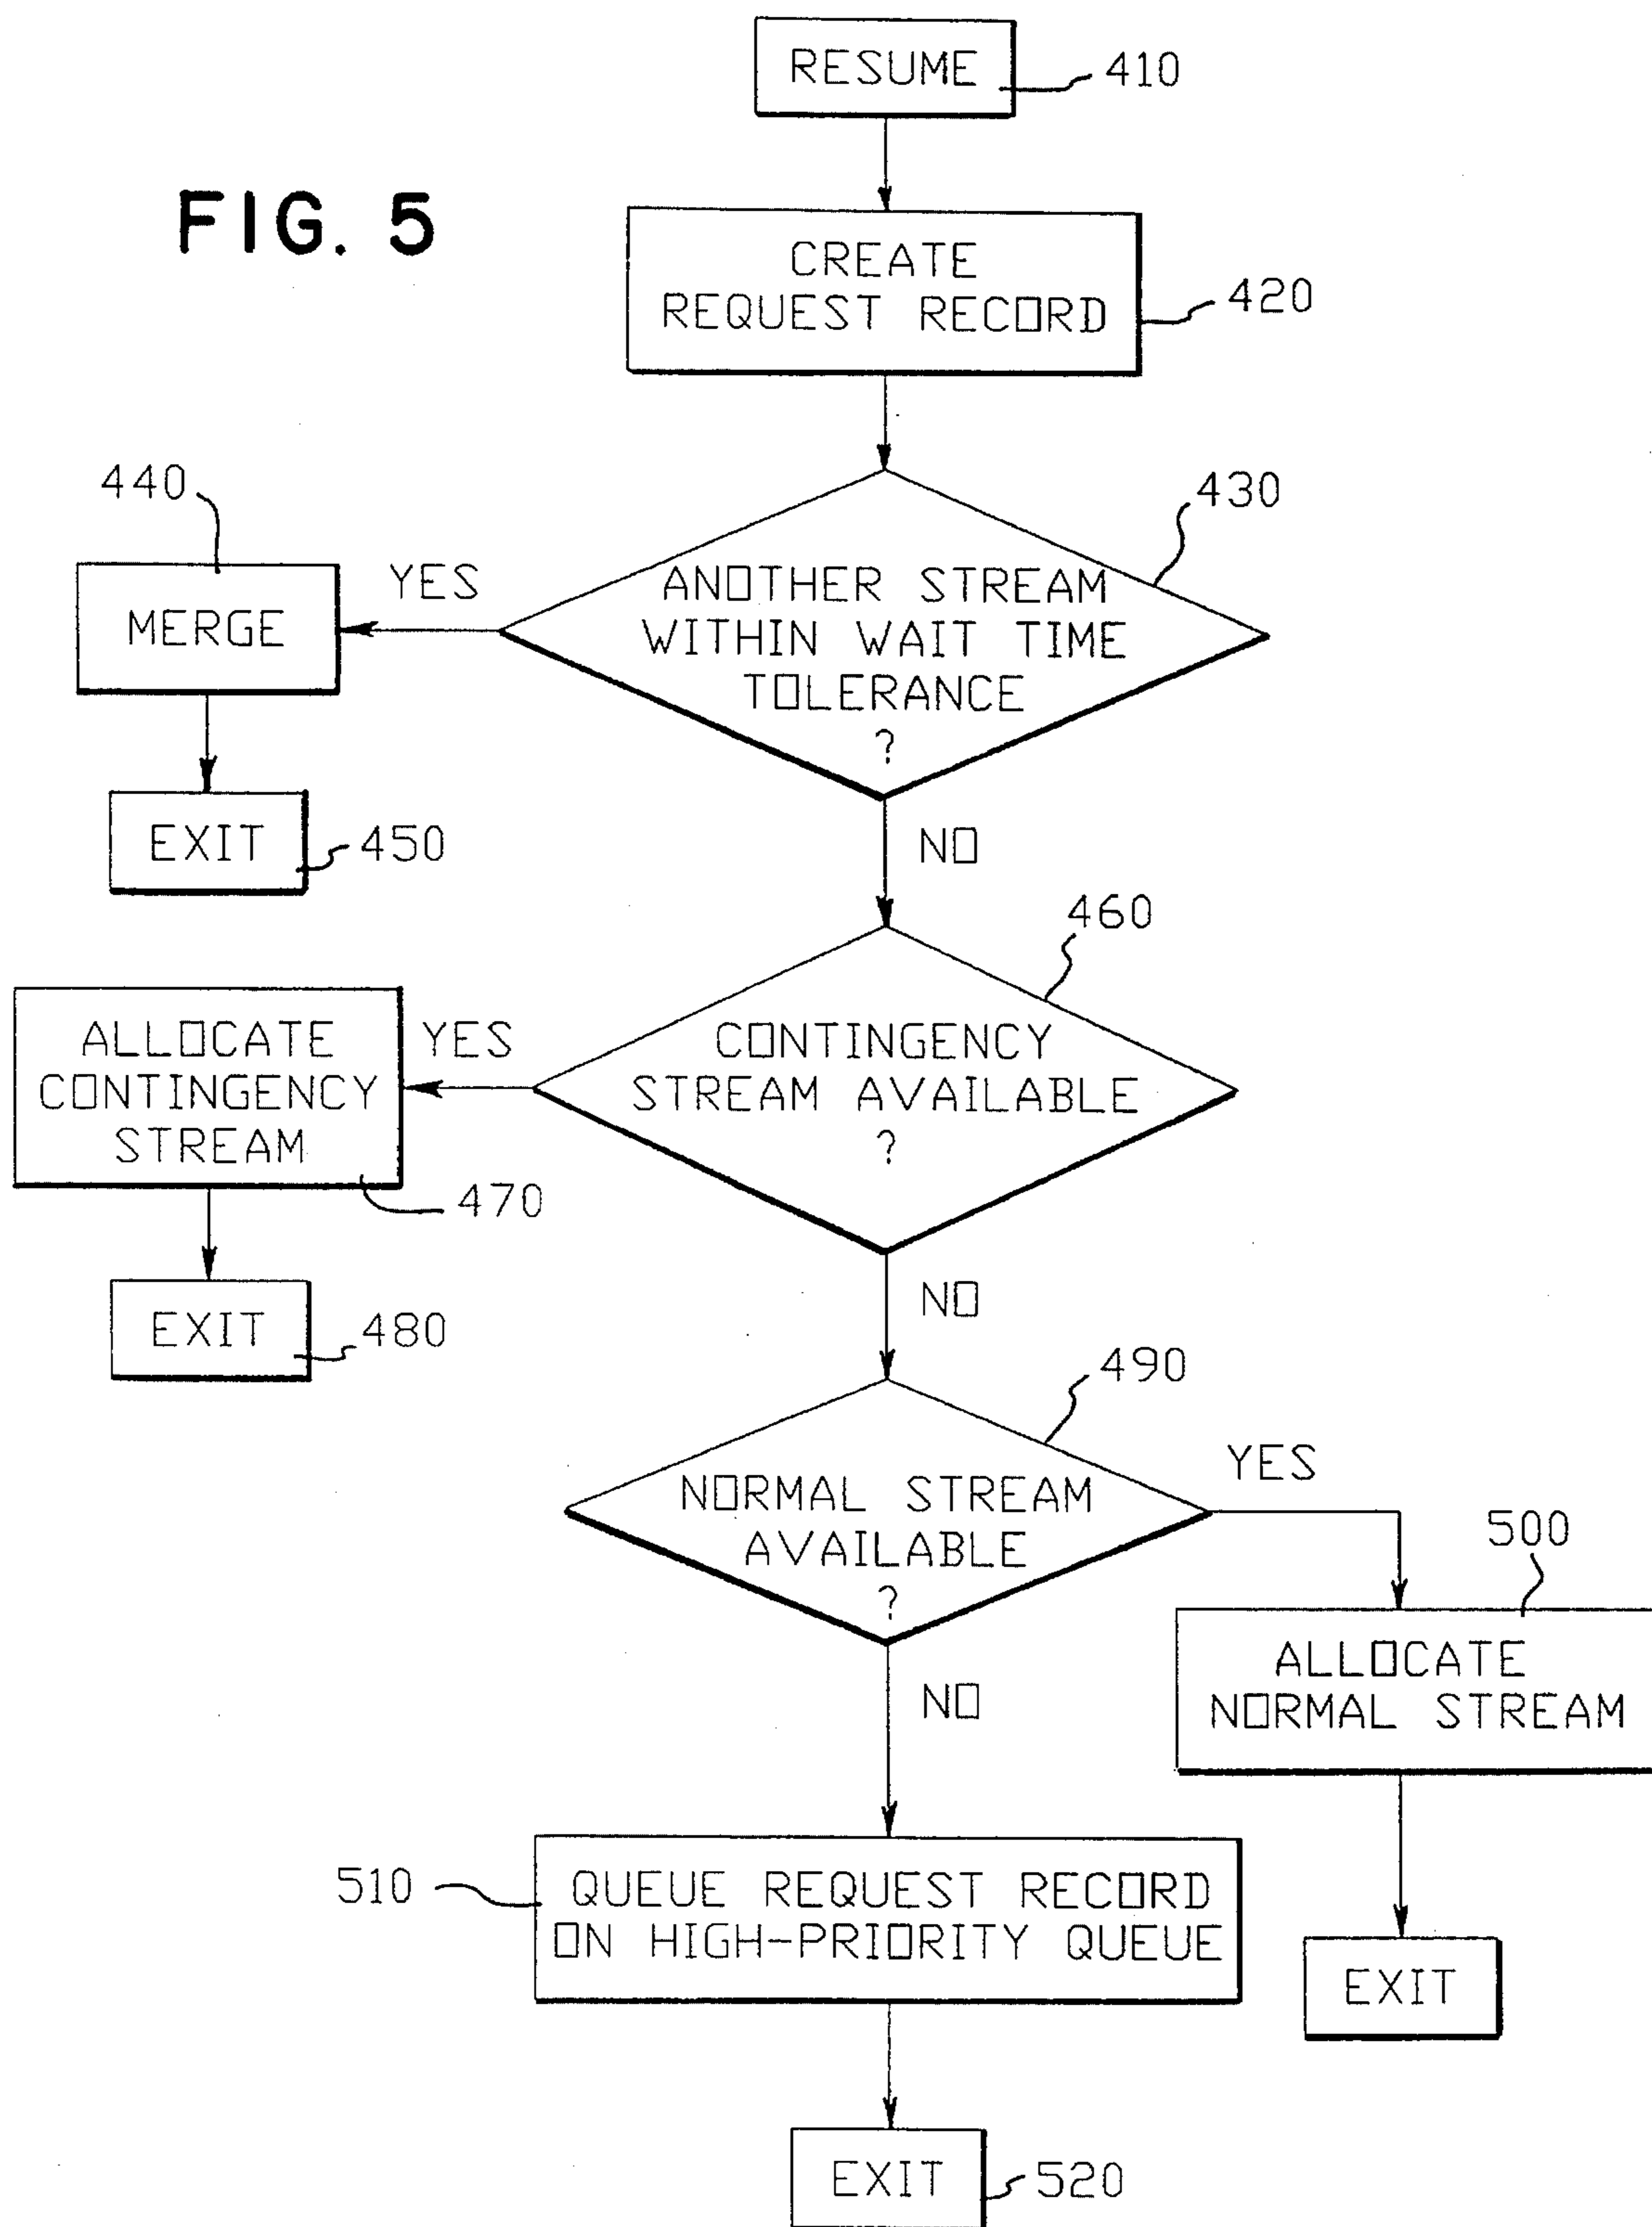 FIG. 5
RESUME
410
CREATE
REQUEST RECORD
420
430
ANOTHER STREAM
WITHIN WAIT TIME
TOLERANCE
?
YES
440
MERGE
EXIT
450
NO
460
CONTINGENCY
STREAM AVAILABLE
?
YES
ALLOCATE
CONTINGENCY
STREAM
470
EXIT
480
NO
490
NORMAL STREAM
AVAILABLE
?
YES
500
ALLOCATE
NORMAL STREAM
EXIT
NO
510
QUEUE REQUEST RECORD
ON HIGH-PRIORITY QUEUE
EXIT
520